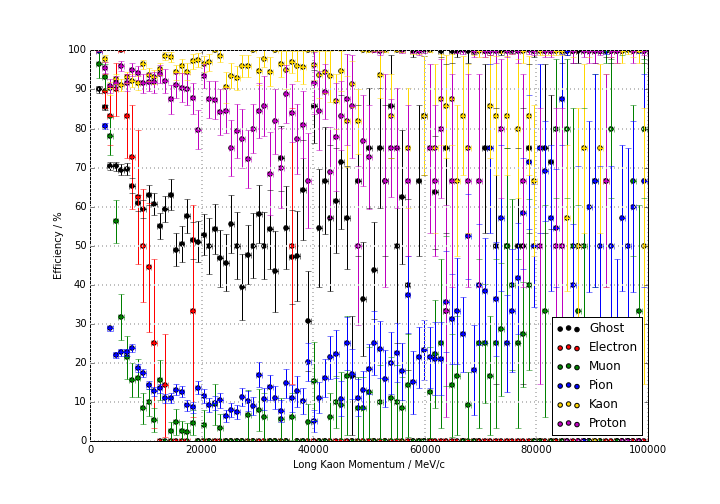 100
90
80
70
60
50
40
30
20
10
0
Efficiency / %
Ghost
Electron
Muon
Pion
Kaon
Proton
0 20000 40000 60000 80000 100000
Long Kaon Momentum / MeV/c